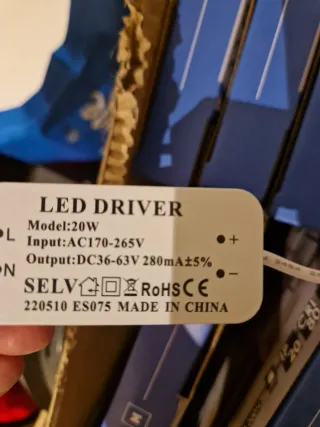 LED DRIVER
Model:20W
L
Input:AC170-265V
+
Output:DC36-63V 280mA±5%
N
-
SELV RoHS CE
220510 ES075 MADE IN CHINA